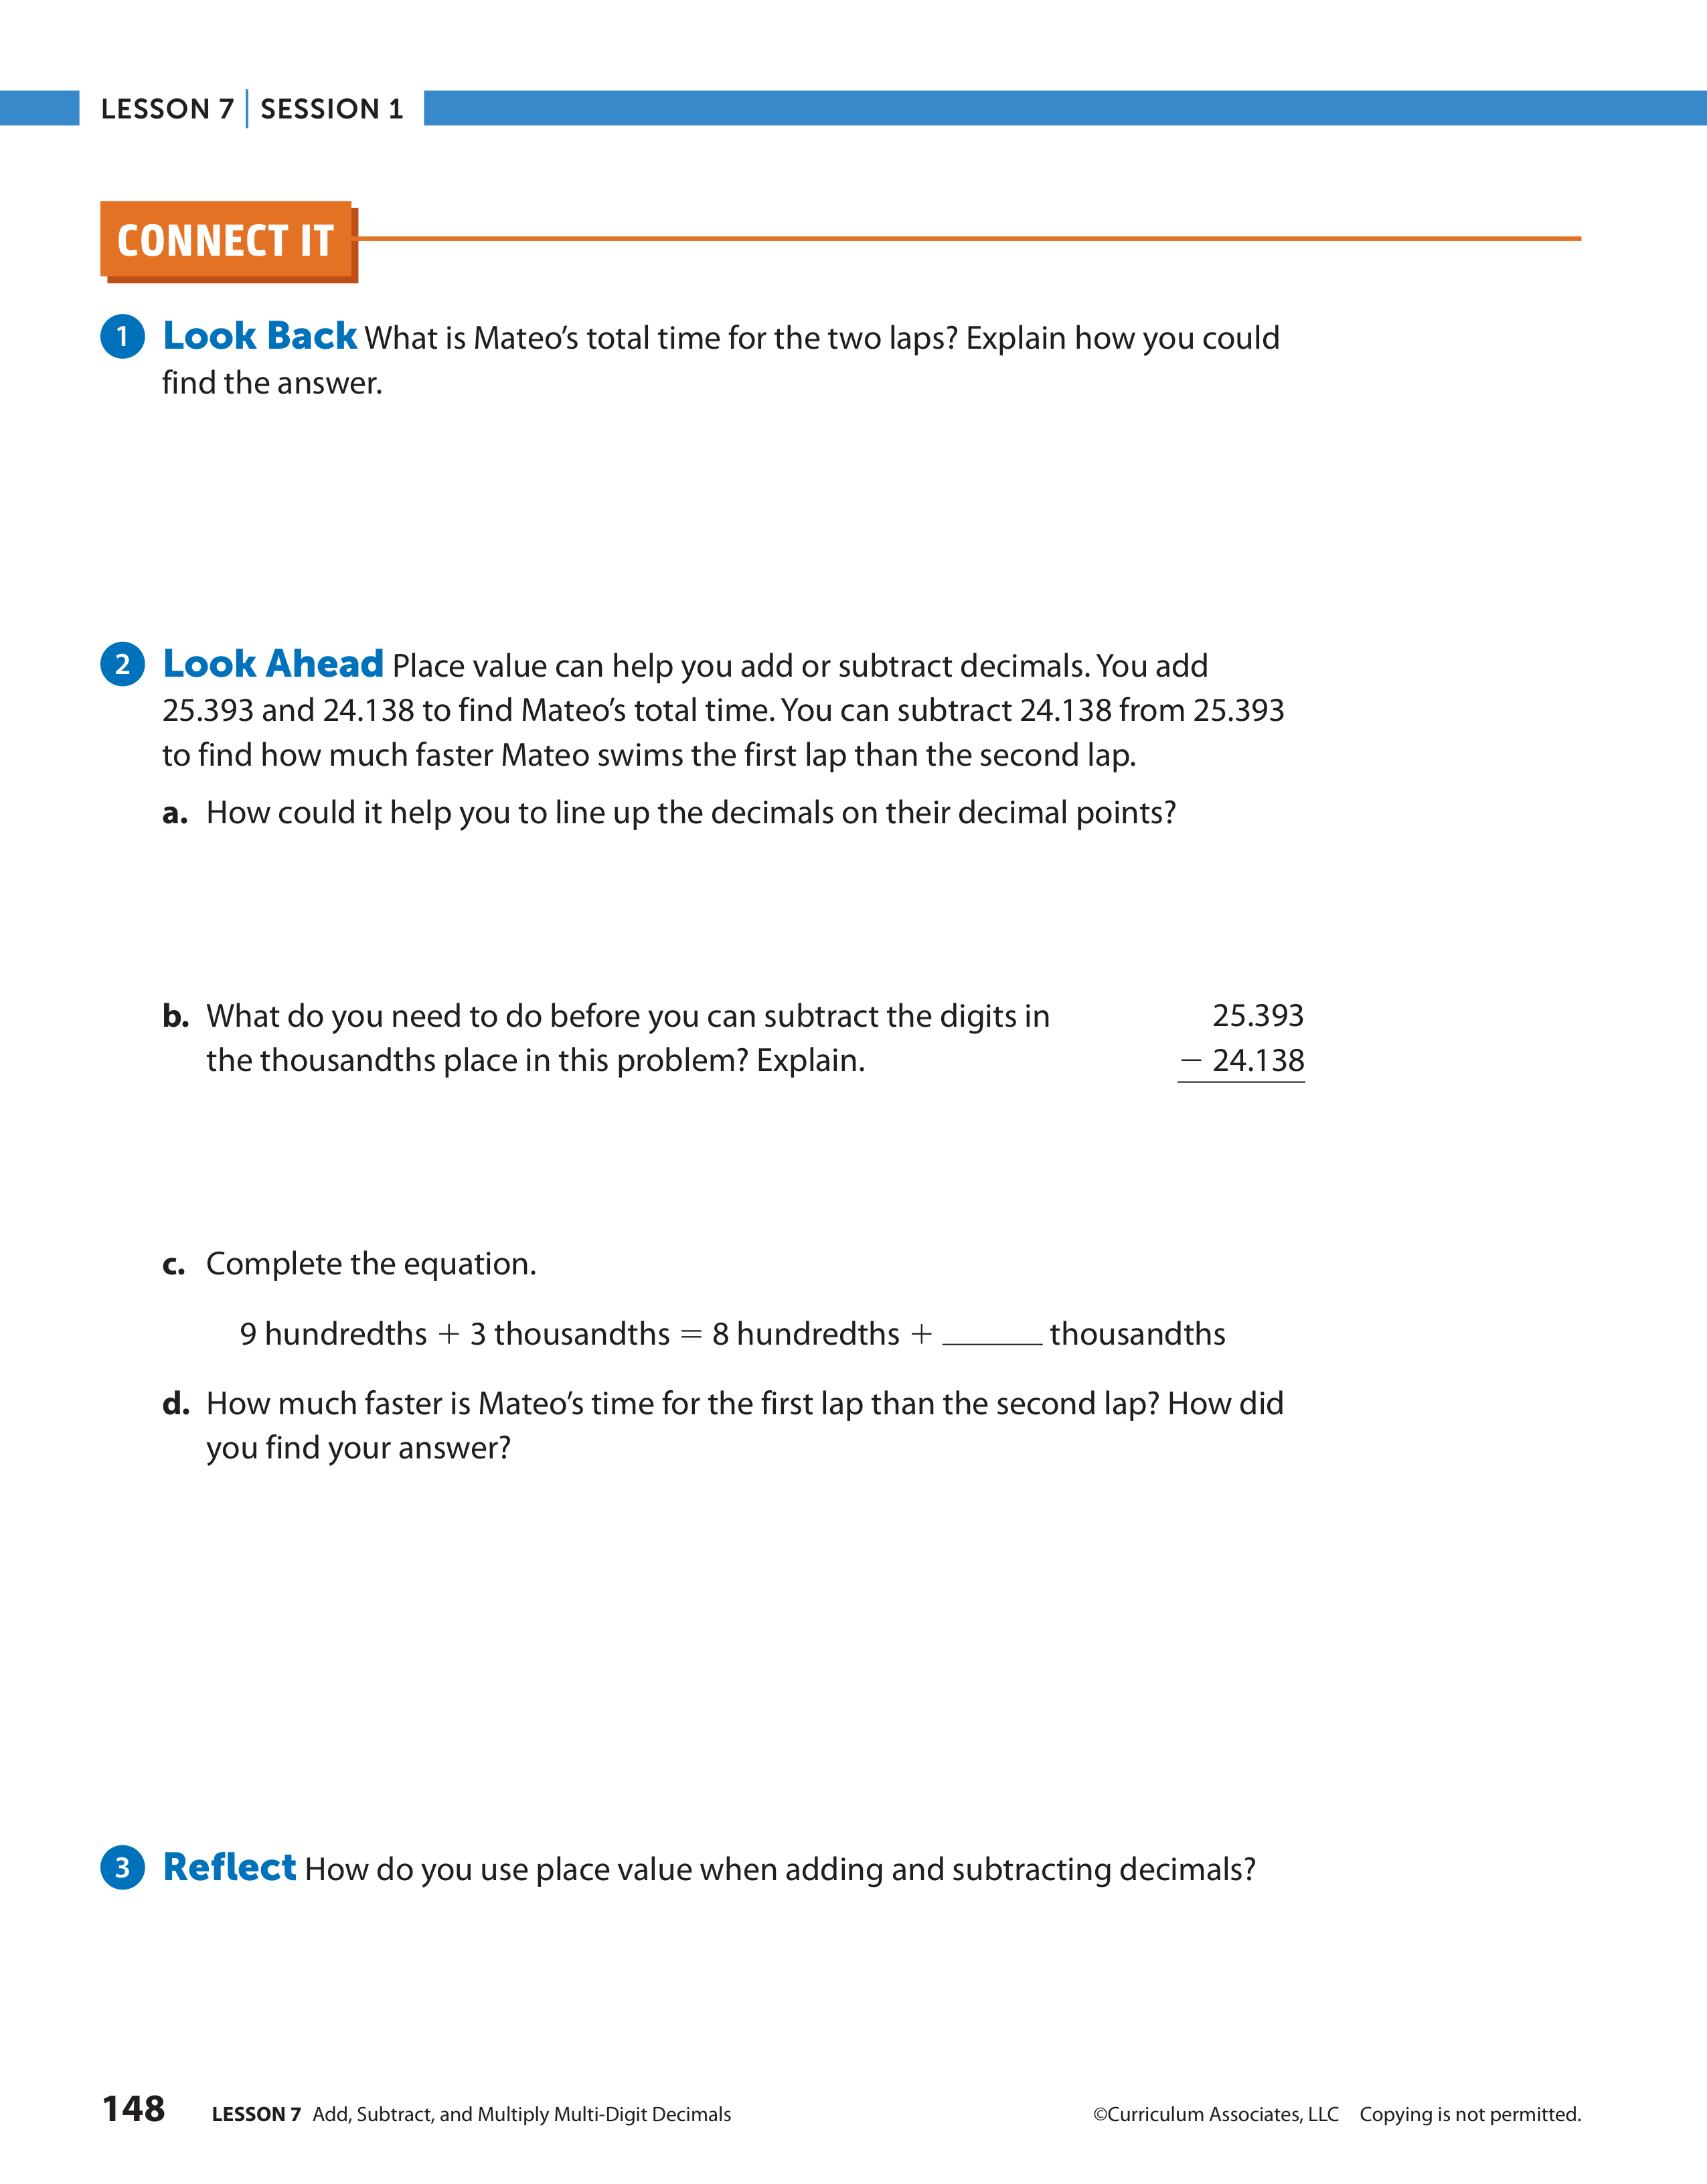 LESSON 7 | SESSION 1
CONNECT IT
1 Look Back What is Mateo’s total time for the two laps? Explain how you could
find the answer.
2 Look Ahead Place value can help you add or subtract decimals. You add
25.393 and 24.138 to find Mateo’s total time. You can subtract 24.138 from 25.393
to find how much faster Mateo swims the first lap than the second lap.
a. How could it help you to line up the decimals on their decimal points?
b. What do you need to do before you can subtract the digits in
the thousandths place in this problem? Explain.
25.393
− 24.138
c. Complete the equation.
9 hundredths + 3 thousandths = 8 hundredths + ______ thousandths
d. How much faster is Mateo’s time for the first lap than the second lap? How did
you find your answer?
3 Reflect How do you use place value when adding and subtracting decimals?
148 LESSON 7 Add, Subtract, and Multiply Multi-Digit Decimals
©Curriculum Associates, LLC Copying is not permitted.